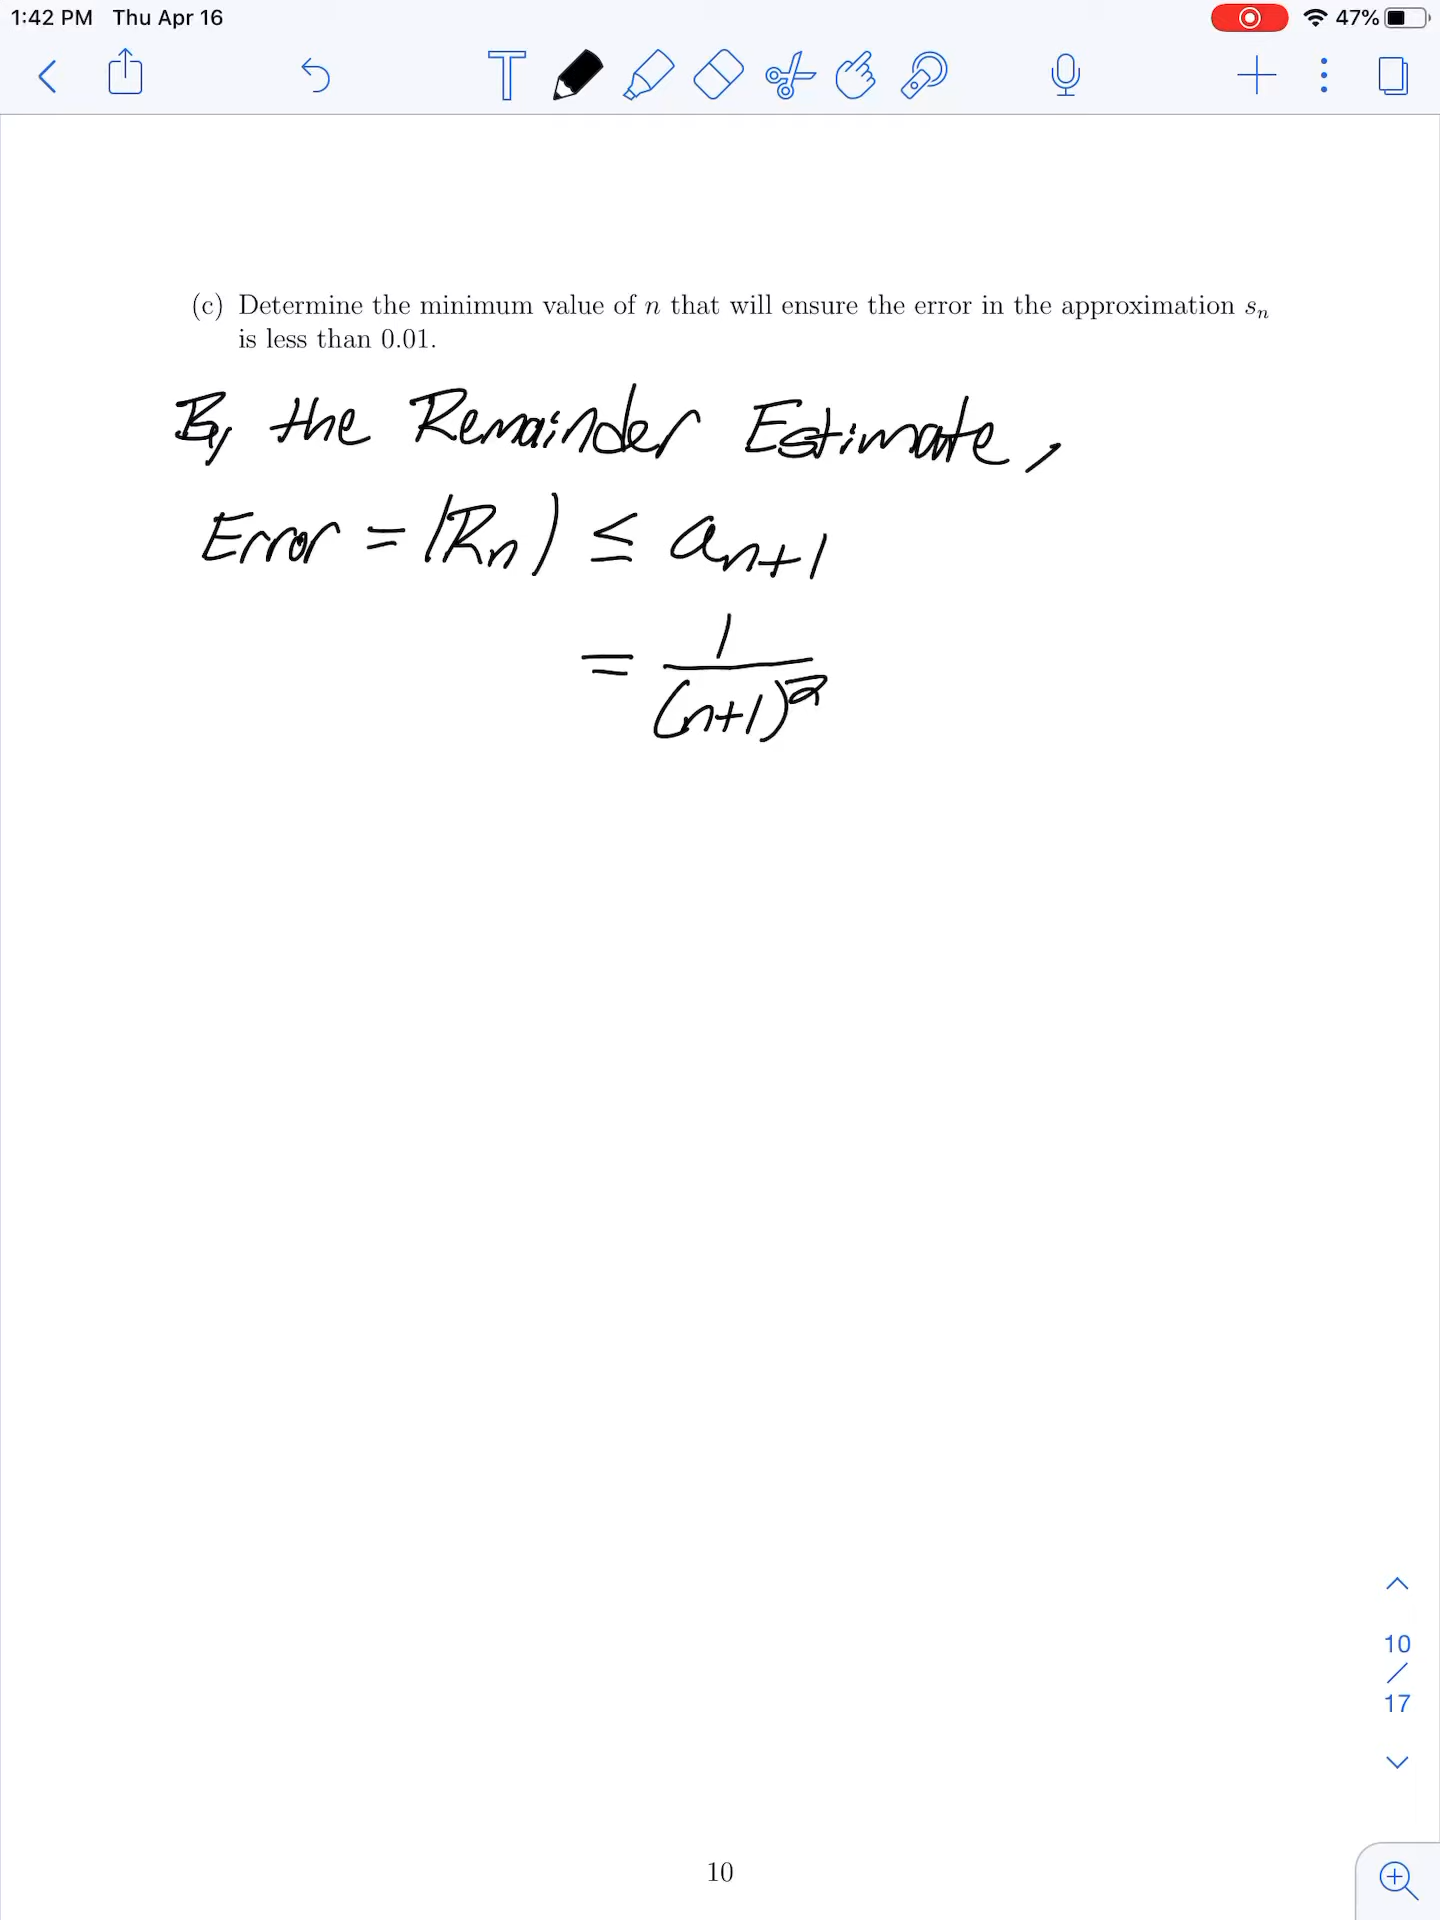 1:42 PM Thu Apr 16 47%
T
(c) Determine the minimum value of n that will ensure the error in the approximation sₙ
is less than 0.01.
By the Remainder Estimate,
Error = |Rₙ| ≤ aₙ₊₁
= 1/(n+1)²
10
/
17
10